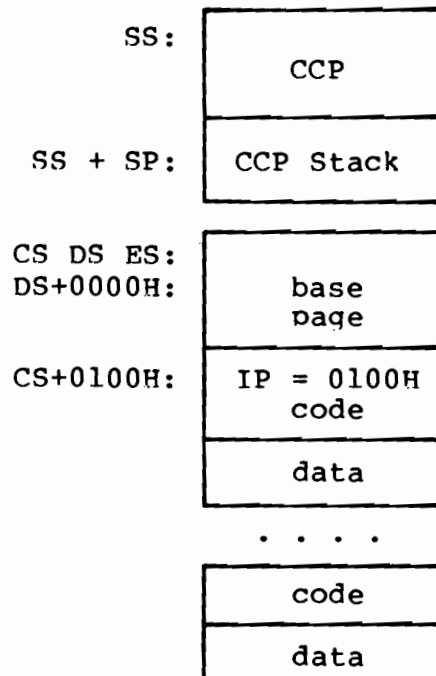 SS:
CCP
SS + SP: CCP Stack
CS DS ES:
DS+0000H: base
page
CS+0100H: IP = 0100H
code
data
. . . .
code
data